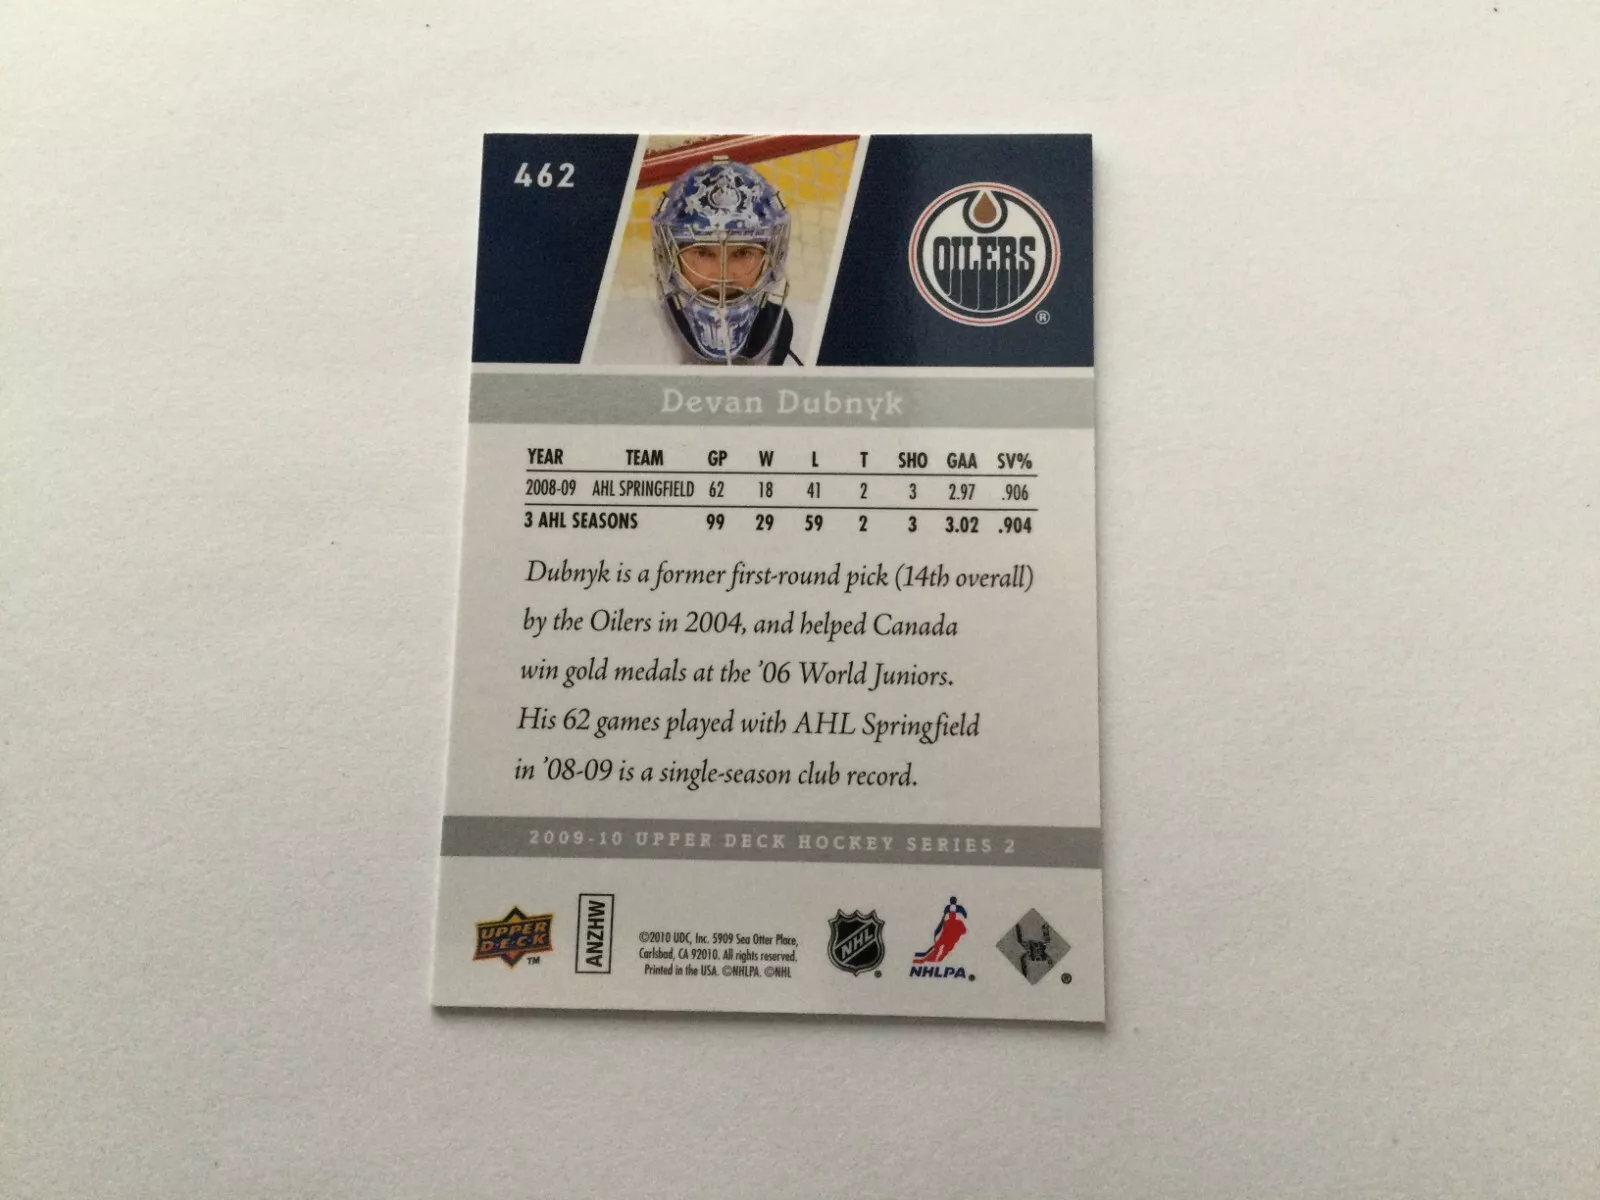 462
OILERS
®
Devan Dubnyk
YEAR TEAM GP W L T SHO GAA SV%
2008-09 AHL SPRINGFIELD 62 18 41 2 3 2.97 .906
3 AHL SEASONS 99 29 59 2 3 3.02 .904
Dubnyk is a former first-round pick (14th overall)
by the Oilers in 2004, and helped Canada
win gold medals at the '06 World Juniors.
His 62 games played with AHL Springfield
in '08-09 is a single-season club record.
2009-10 UPPER DECK HOCKEY SERIES 2
UPPER
D·E·C·K
™
ANZHW
©2010 UDC, Inc. 5909 Sea Otter Place,
Carlsbad, CA 92010. All rights reserved.
Printed in the USA. ©NHLPA. ©NHL
NHL
®
NHLPA®
®